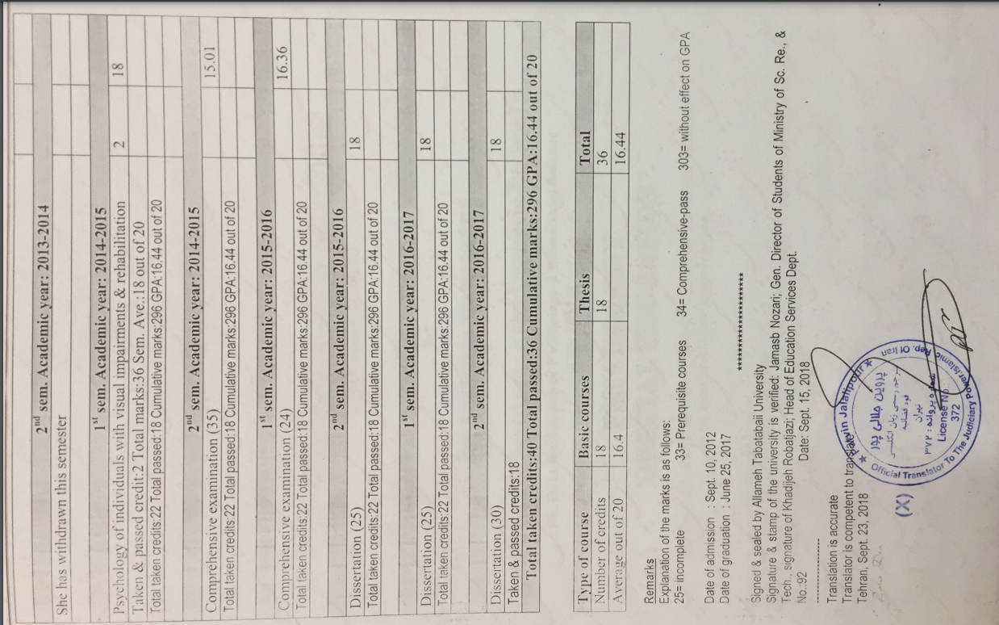 2nd sem. Academic year: 2013-2014
She has withdrawn this semester
1st sem. Academic year: 2014-2015
Psychology of individuals with visual impairments & rehabilitation 2 18
Taken & passed credit:2 Total marks:36 Sem. Ave.:18 out of 20
Total taken credits:22 Total passed:18 Cumulative marks:296 GPA:16.44 out of 20
2nd sem. Academic year: 2014-2015
Comprehensive examination (35) 15.01
Total taken credits:22 Total passed:18 Cumulative marks:296 GPA:16.44 out of 20
1st sem. Academic year: 2015-2016
Comprehensive examination (24) 16.36
Total taken credits:22 Total passed:18 Cumulative marks:296 GPA:16.44 out of 20
2nd sem. Academic year: 2015-2016
Dissertation (25) 18
Total taken credits:22 Total passed:18 Cumulative marks:296 GPA:16.44 out of 20
1st sem. Academic year: 2016-2017
Dissertation (25) 18
Total taken credits:22 Total passed:18 Cumulative marks:296 GPA:16.44 out of 20
2nd sem. Academic year: 2016-2017
Dissertation (30) 18
Taken & passed credits:18
Total taken credits:40 Total passed:36 Cumulative marks:296 GPA:16.44 out of 20
Type of course Basic courses Thesis Total
Number of credits 18 18 36
Average out of 20 16.4 16.44
Remarks
Explanation of the marks is as follows:
25= incomplete 33= Prerequisite courses 34= Comprehensive-pass 303= without effect on GPA
Date of admission : Sept. 10, 2012
Date of graduation : June 25, 2017
**********************
Signed & sealed by Allameh Tabatabaii University
Signature & stamp of the university is verified: Jamasb Nozari; Gen. Director of Students of Ministry of Sc. Re., &
Tech., signature of Khadijeh Robatjazi; Head of Education Services Dept.
No.:92 Date: Sept. 15, 2018
----------------
Translation is accurate
Translator is competent to translate
Tehran, Sept. 23, 2018
(X)
Parvin Jalalipour
Official Translator To The Judiciary Power Islamic Rep. Of Iran
پروین جلالی پور
مترجم رسمی زبان انگلیسی
قوه قضائیه
تهران
شماره پروانه : ۳۷۲
License No.
372